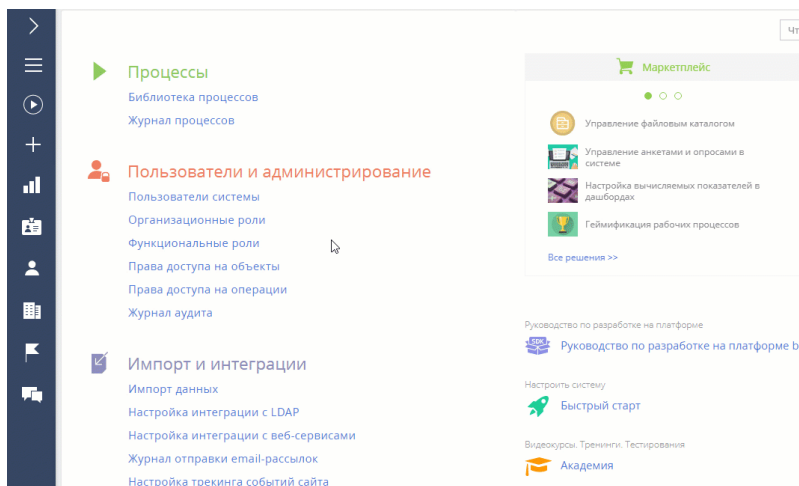 Чт
Процессы
Библиотека процессов
Журнал процессов
Пользователи и администрирование
Пользователи системы
Организационные роли
Функциональные роли
Права доступа на объекты
Права доступа на операции
Журнал аудита
Импорт и интеграции
Импорт данных
Настройка интеграции с LDAP
Настройка интеграции с веб-сервисами
Журнал отправки email-рассылок
Настройка трекинга событий сайта
Маркетплейс
Управление файловым каталогом
Управление анкетами и опросами в
системе
Настройка вычисляемых показателей в
дашбордах
Геймификация рабочих процессов
Все решения >>
Руководство по разработке на платформе
SDK
Руководство по разработке на платформе b
Настроить систему
Быстрый старт
Видеокурсы. Тренинги. Тестирования
Академия